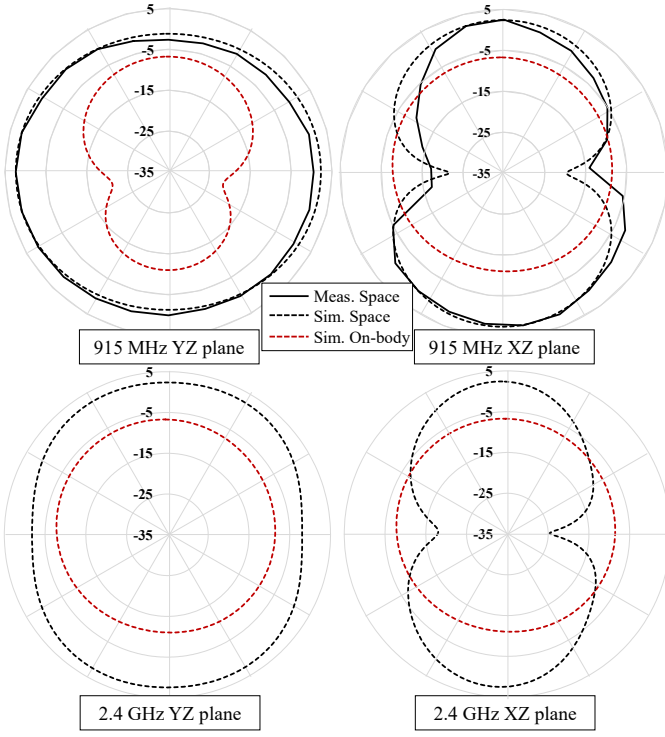 5
-5
-15
-25
-35
5
-5
-15
-25
-35
Meas. Space
Sim. Space
Sim. On-body
915 MHz YZ plane
915 MHz XZ plane
5
-5
-15
-25
-35
5
-5
-15
-25
-35
2.4 GHz YZ plane
2.4 GHz XZ plane